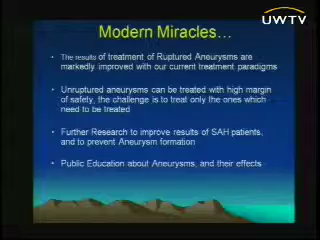 UWTV
Modern Miracles…
• The results of treatment of Ruptured Aneurysms are
markedly improved with our current treatment paradigms
• Unruptured aneurysms can be treated with high margin
of safety, the challenge is to treat only the ones which
need to be treated
• Further Research to improve results of SAH patients,
and to prevent Aneurysm formation
• Public Education about Aneurysms, and their effects